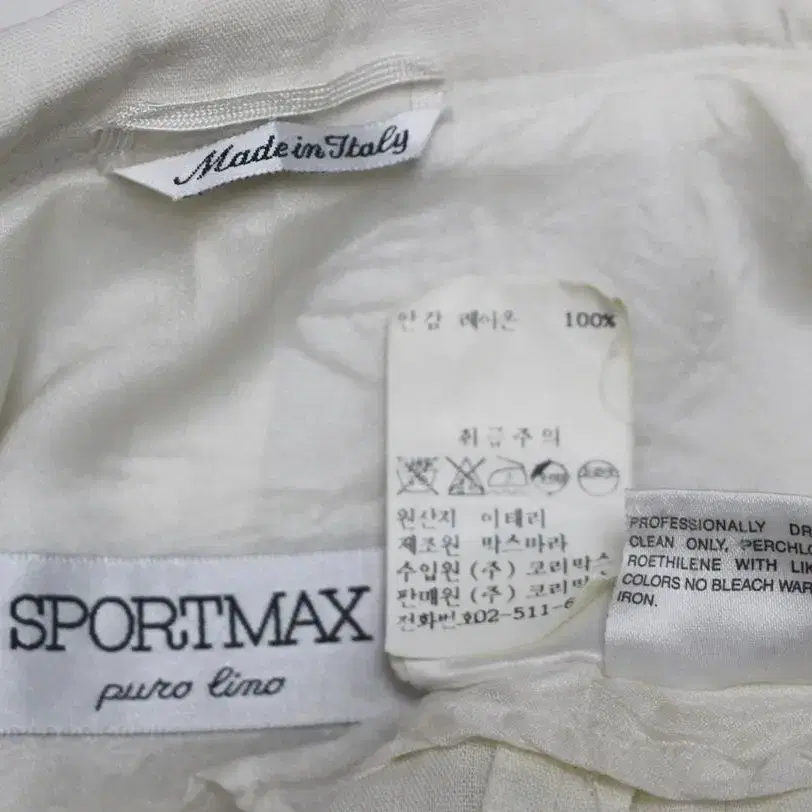 Made in Italy
안감 레이온 100%
취급주의
원산지 이태리
제조원 막스마라
수입원 (주) 코리막스
판매원 (주) 코리막
전화번호02-511-6
PROFESSIONALLY DR
CLEAN ONLY, PERCHLO
ROETHILENE WITH LIK
COLORS NO BLEACH WAR
IRON.
SPORTMAX
puro lino